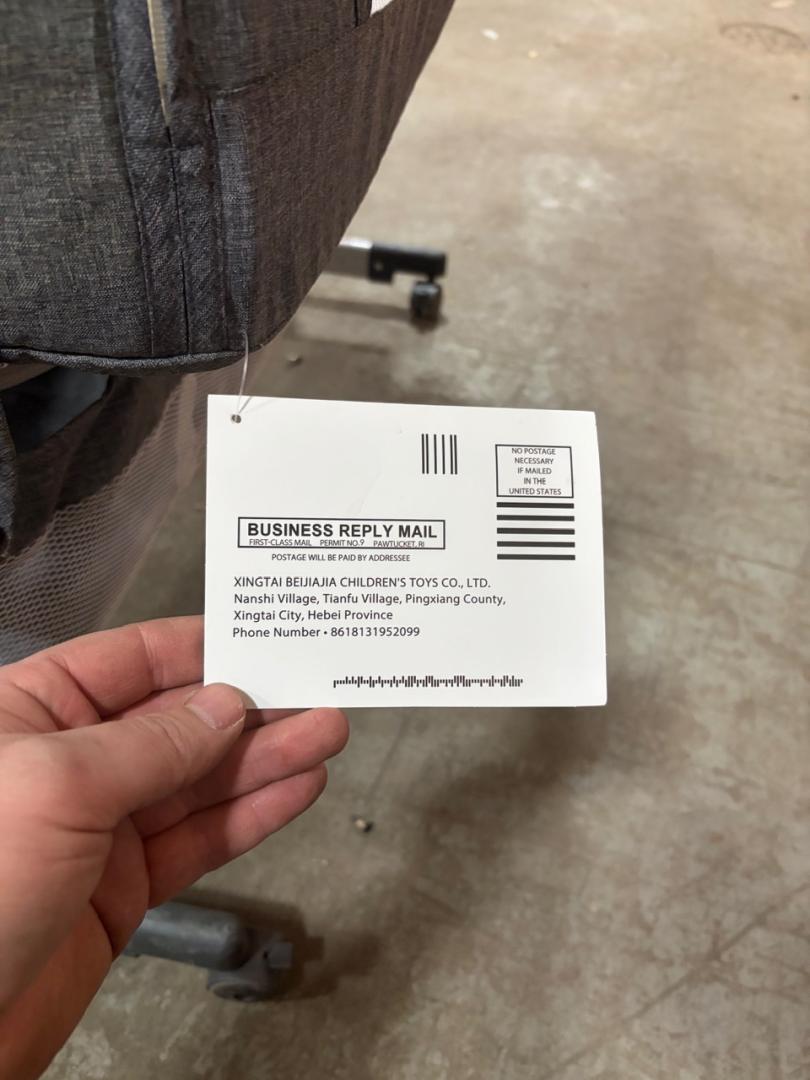 NO POSTAGE
NECESSARY
IF MAILED
IN THE
UNITED STATES
BUSINESS REPLY MAIL
FIRST-CLASS MAIL PERMIT NO.9 PAWTUCKET, RI
POSTAGE WILL BE PAID BY ADDRESSEE
XINGTAI BEIJIAJIA CHILDREN'S TOYS CO., LTD.
Nanshi Village, Tianfu Village, Pingxiang County,
Xingtai City, Hebei Province
Phone Number • 8618131952099